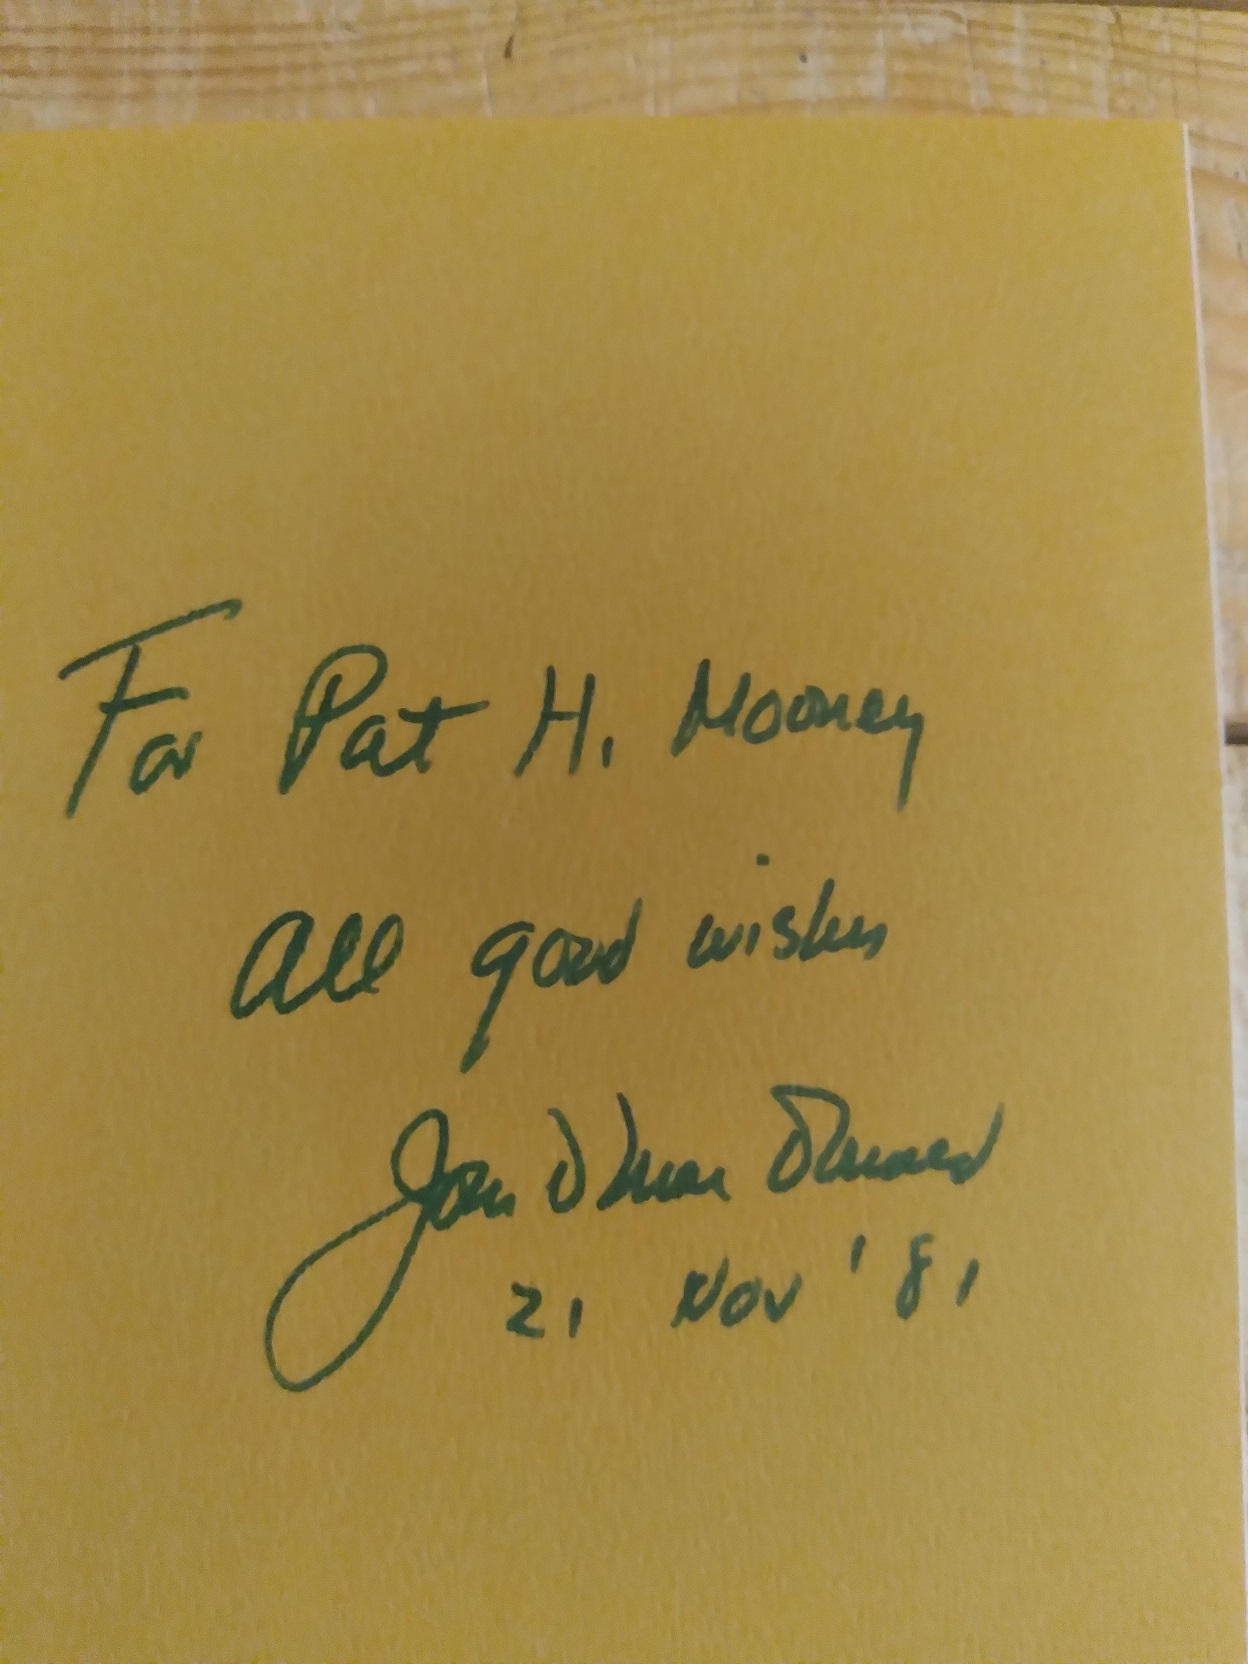 For Pat H. Mooney
All good wishes
21 Nov '81